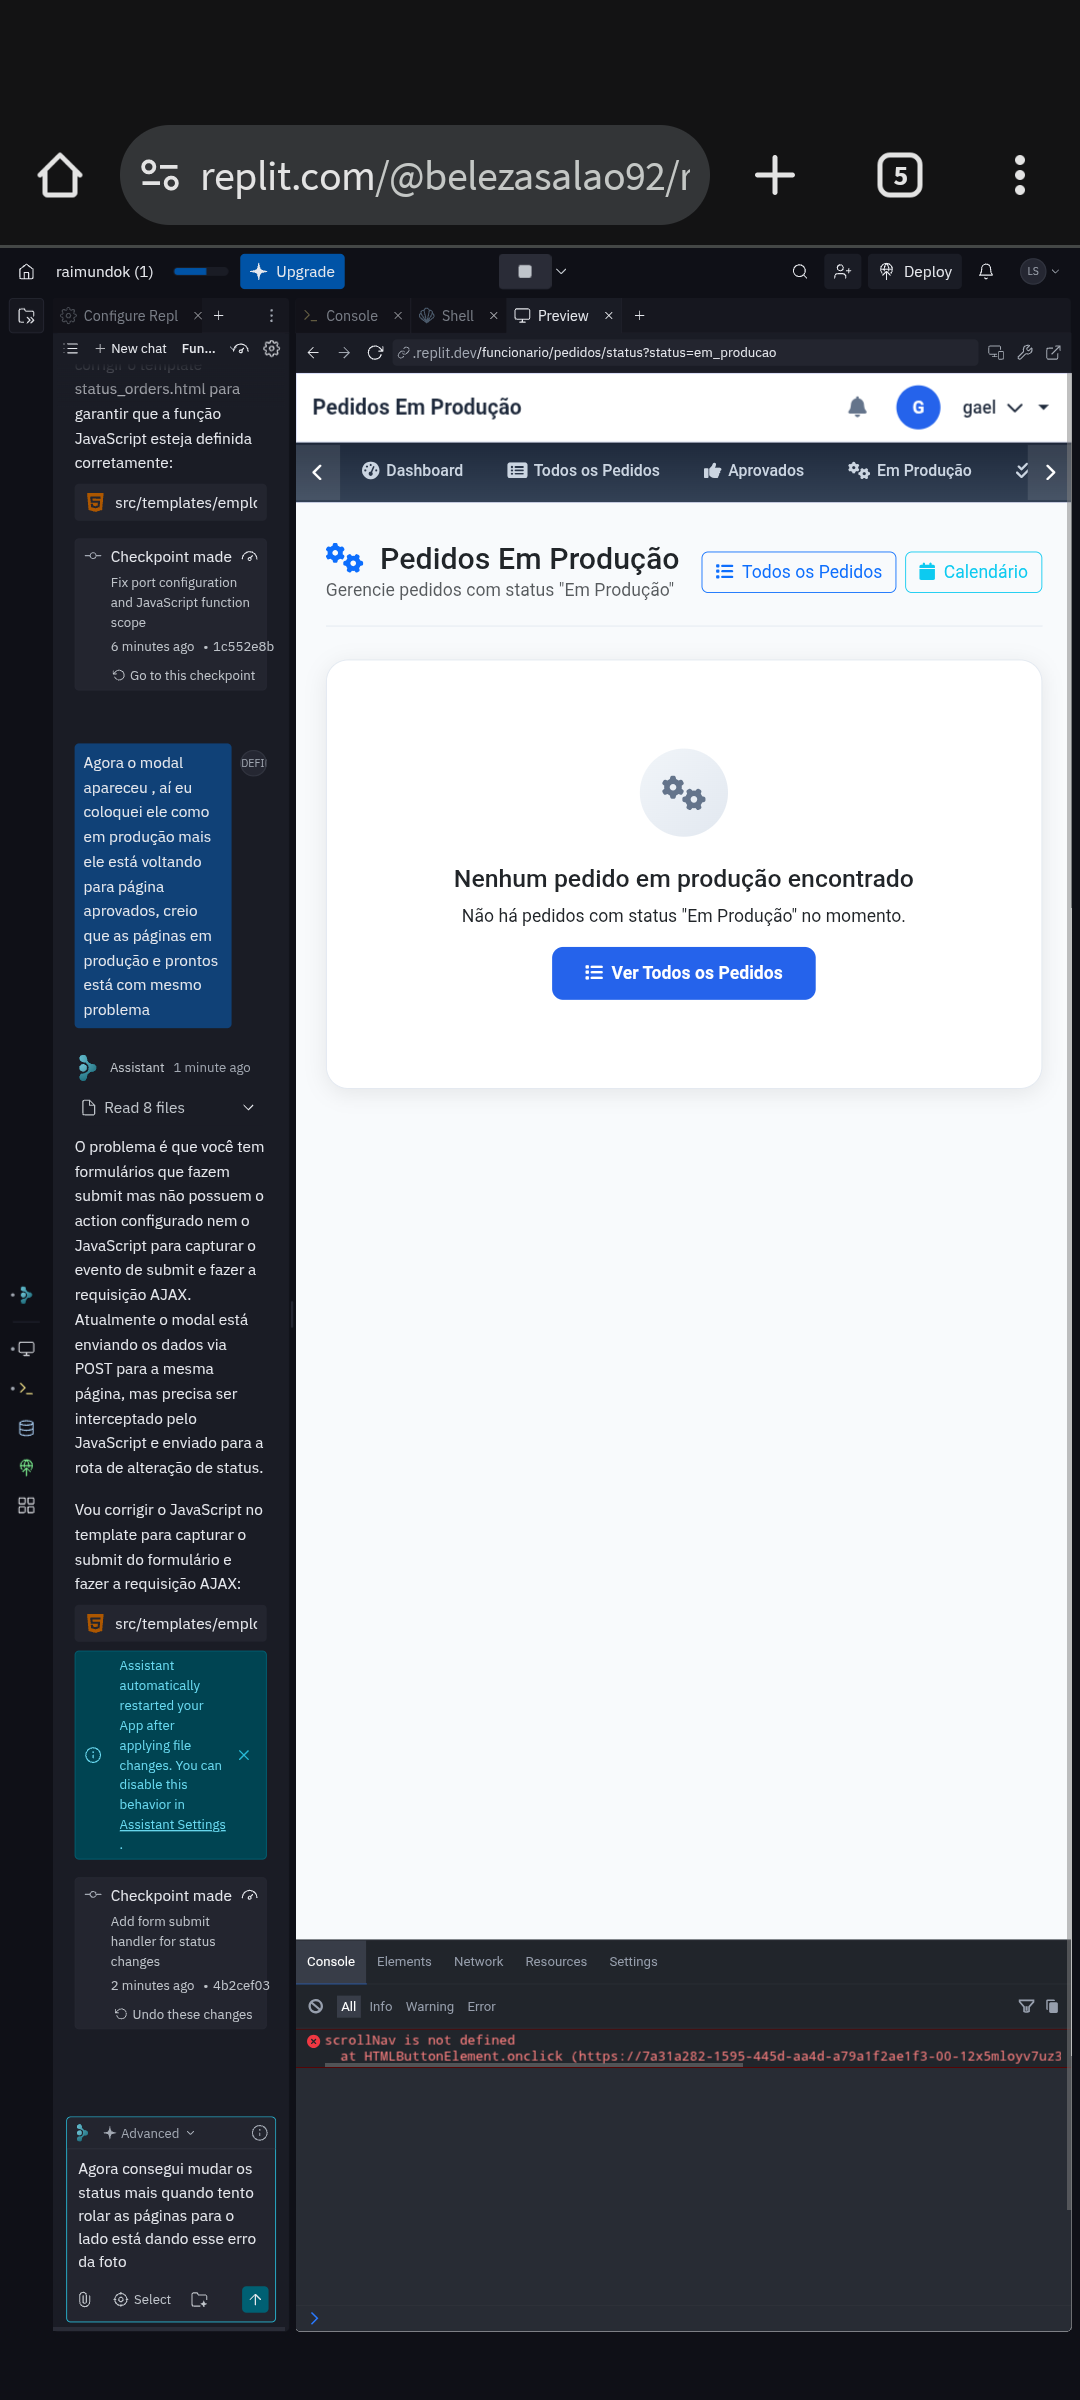 replit.com/@belezasalao92/r
5
raimundok (1)
Upgrade
Deploy
LS
Configure Repl
Console
Shell
Preview
New chat
Fun...
.replit.dev/funcionario/pedidos/status?status=em_producao
corrigir o template
status_orders.html para
garantir que a função
JavaScript esteja definida
corretamente:
src/templates/emplo
Checkpoint made
Fix port configuration
and JavaScript function
scope
6 minutes ago • 1c552e8b
Go to this checkpoint
Agora o modal
apareceu , aí eu
coloquei ele como
em produção mais
ele está voltando
para página
aprovados, creio
que as páginas em
produção e prontos
está com mesmo
problema
DEFI
Assistant 1 minute ago
Read 8 files
O problema é que você tem
formulários que fazem
submit mas não possuem o
action configurado nem o
JavaScript para capturar o
evento de submit e fazer a
requisição AJAX.
Atualmente o modal está
enviando os dados via
POST para a mesma
página, mas precisa ser
interceptado pelo
JavaScript e enviado para a
rota de alteração de status.
Vou corrigir o JavaScript no
template para capturar o
submit do formulário e
fazer a requisição AJAX:
src/templates/emplo
Assistant
automatically
restarted your
App after
applying file
changes. You can
disable this
behavior in
Assistant Settings
.
Checkpoint made
Add form submit
handler for status
changes
2 minutes ago • 4b2cef03
Undo these changes
Advanced
Agora consegui mudar os
status mais quando tento
rolar as páginas para o
lado está dando esse erro
da foto
Select
Pedidos Em Produção
G
gael
Dashboard
Todos os Pedidos
Aprovados
Em Produção
Pedidos Em Produção
Gerencie pedidos com status "Em Produção"
Todos os Pedidos
Calendário
Nenhum pedido em produção encontrado
Não há pedidos com status "Em Produção" no momento.
Ver Todos os Pedidos
Console
Elements
Network
Resources
Settings
All
Info
Warning
Error
scrollNav is not defined
at HTMLButtonElement.onclick (https://7a31a282-1595-445d-aa4d-a79a1f2ae1f3-00-12x5mloyv7uz3